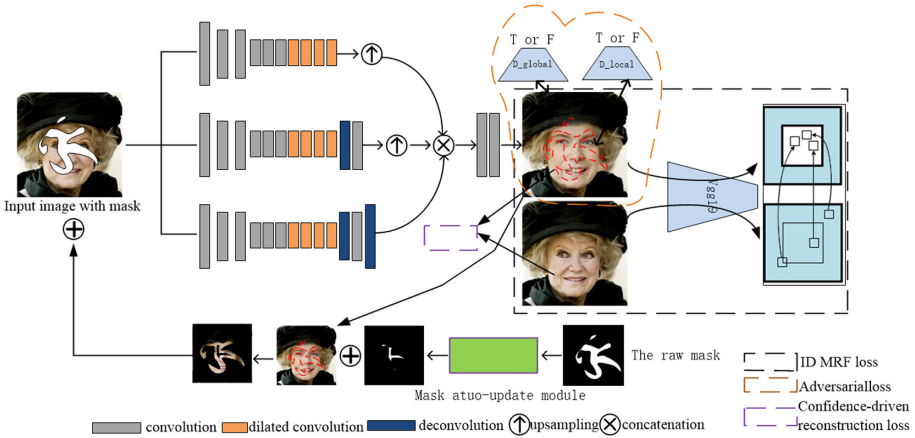 T or F
T or F
D_global
D_local
Vgg19
Input image with mask
The raw mask
Mask atuo-update module
ID MRF loss
Adversarialloss
Confidence-driven
reconstruction loss
convolution
dilated convolution
deconvolution
upsampling
concatenation